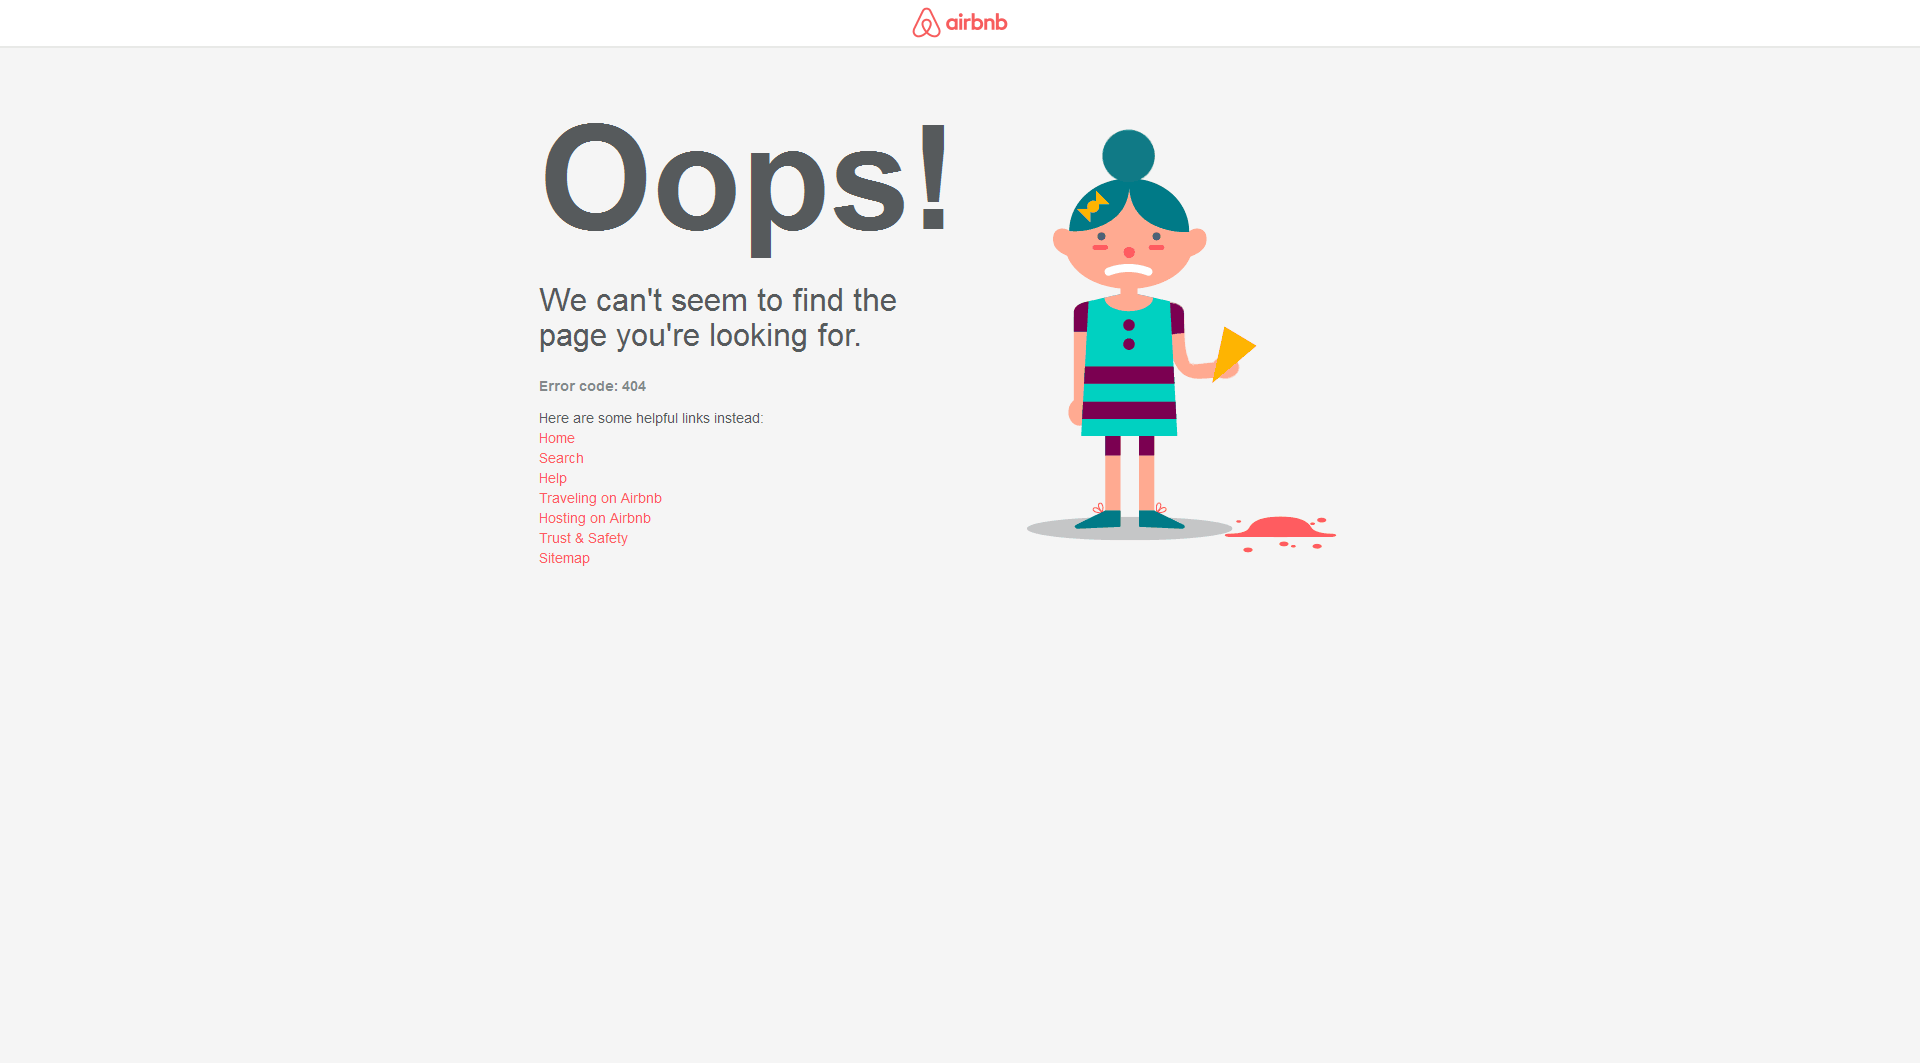 airbnb
Oops!
We can't seem to find the
page you're looking for.
Error code: 404
Here are some helpful links instead:
Home
Search
Help
Traveling on Airbnb
Hosting on Airbnb
Trust & Safety
Sitemap